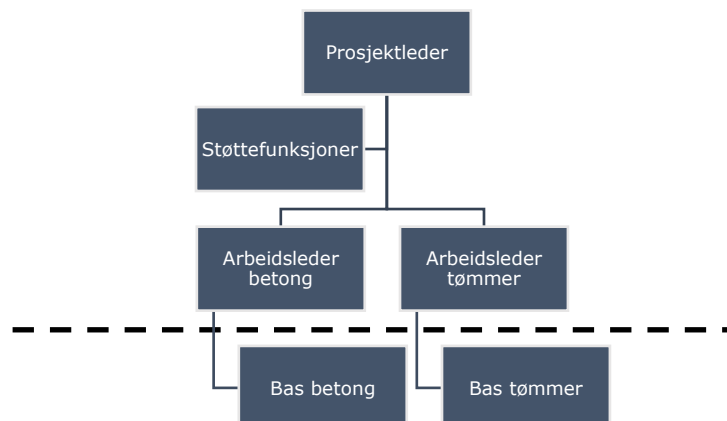 Prosjektleder
Støttefunksjoner
Arbeidsleder
betong
Arbeidsleder
tømmer
Bas betong
Bas tømmer